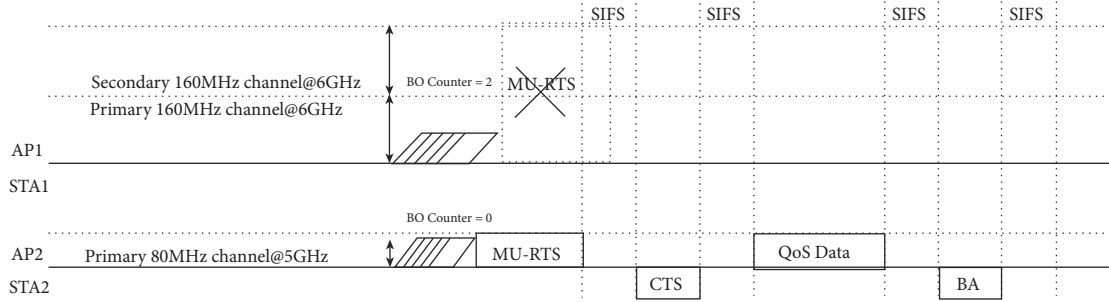 SIFS SIFS SIFS SIFS
Secondary 160MHz channel@6GHz BO Counter = 2 MU-RTS
Primary 160MHz channel@6GHz
AP1
STA1
BO Counter = 0
AP2 Primary 80MHz channel@5GHz MU-RTS QoS Data
STA2 CTS BA